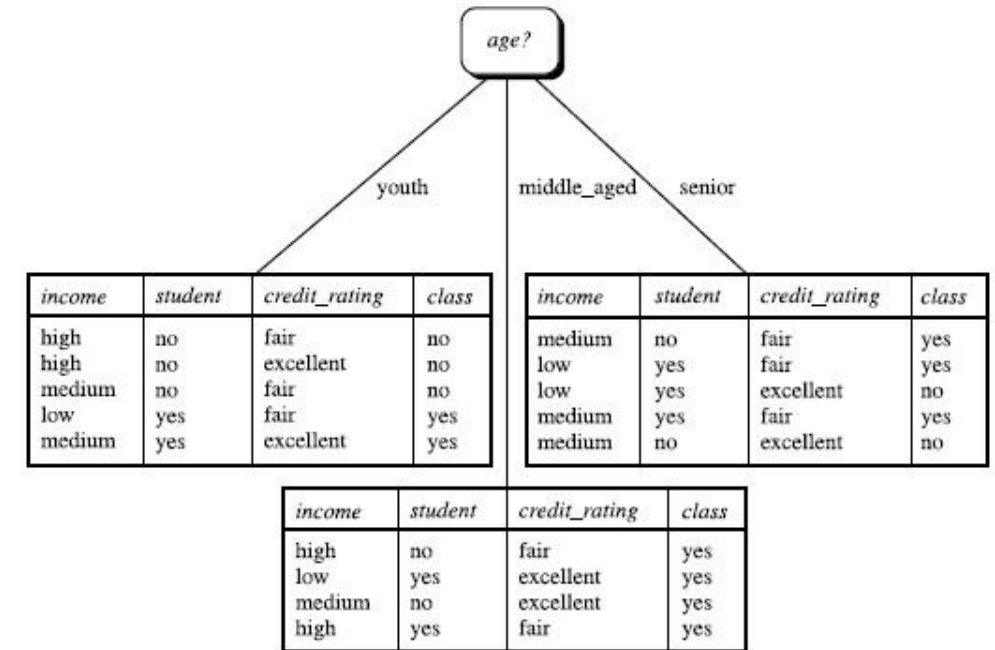 age?
youth middle_aged senior
income student credit_rating class
high no fair no
high no excellent no
medium no fair no
low yes fair yes
medium yes excellent yes
income student credit_rating class
medium no fair yes
low yes fair yes
low yes excellent no
medium yes fair yes
medium no excellent no
income student credit_rating class
high no fair yes
low yes excellent yes
medium no excellent yes
high yes fair yes